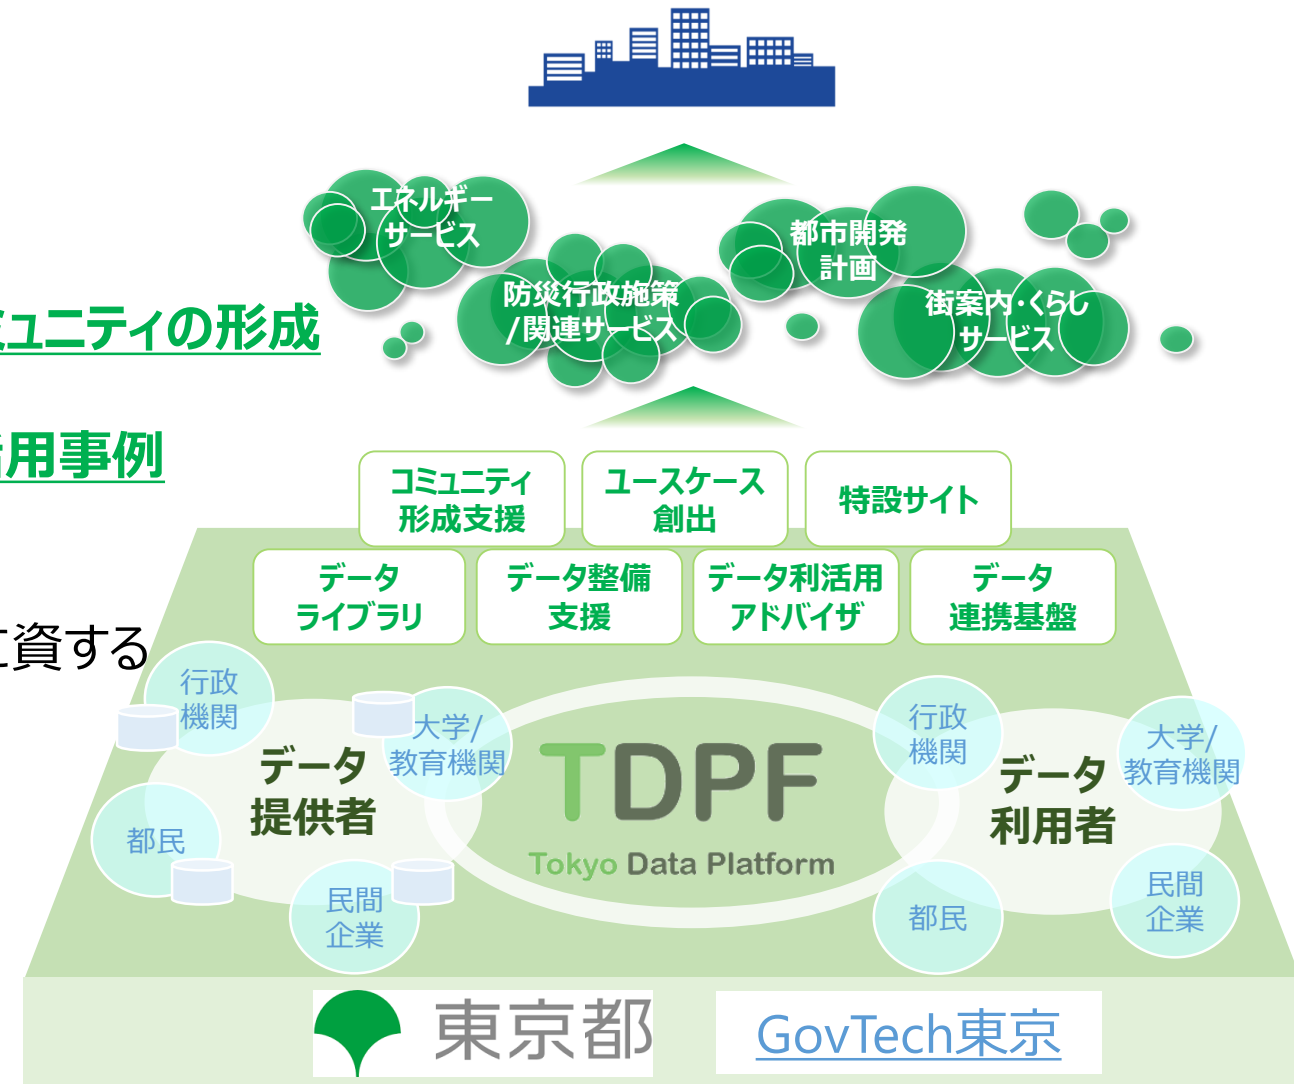 エネルギー
サービス
都市開発
計画
防災行政施策
/関連サービス
街案内・くらし
サービス
ミュニティの形成
活用事例
コミュニティ
形成支援
ユースケース
創出
特設サイト
データ
ライブラリ
データ整備
支援
データ利活用
アドバイザ
データ
連携基盤
に資する
行政
機関
大学/
教育機関
データ
提供者
都民
民間
企業
TDPF
Tokyo Data Platform
行政
機関
大学/
教育機関
データ
利用者
都民
民間
企業
東京都
GovTech東京